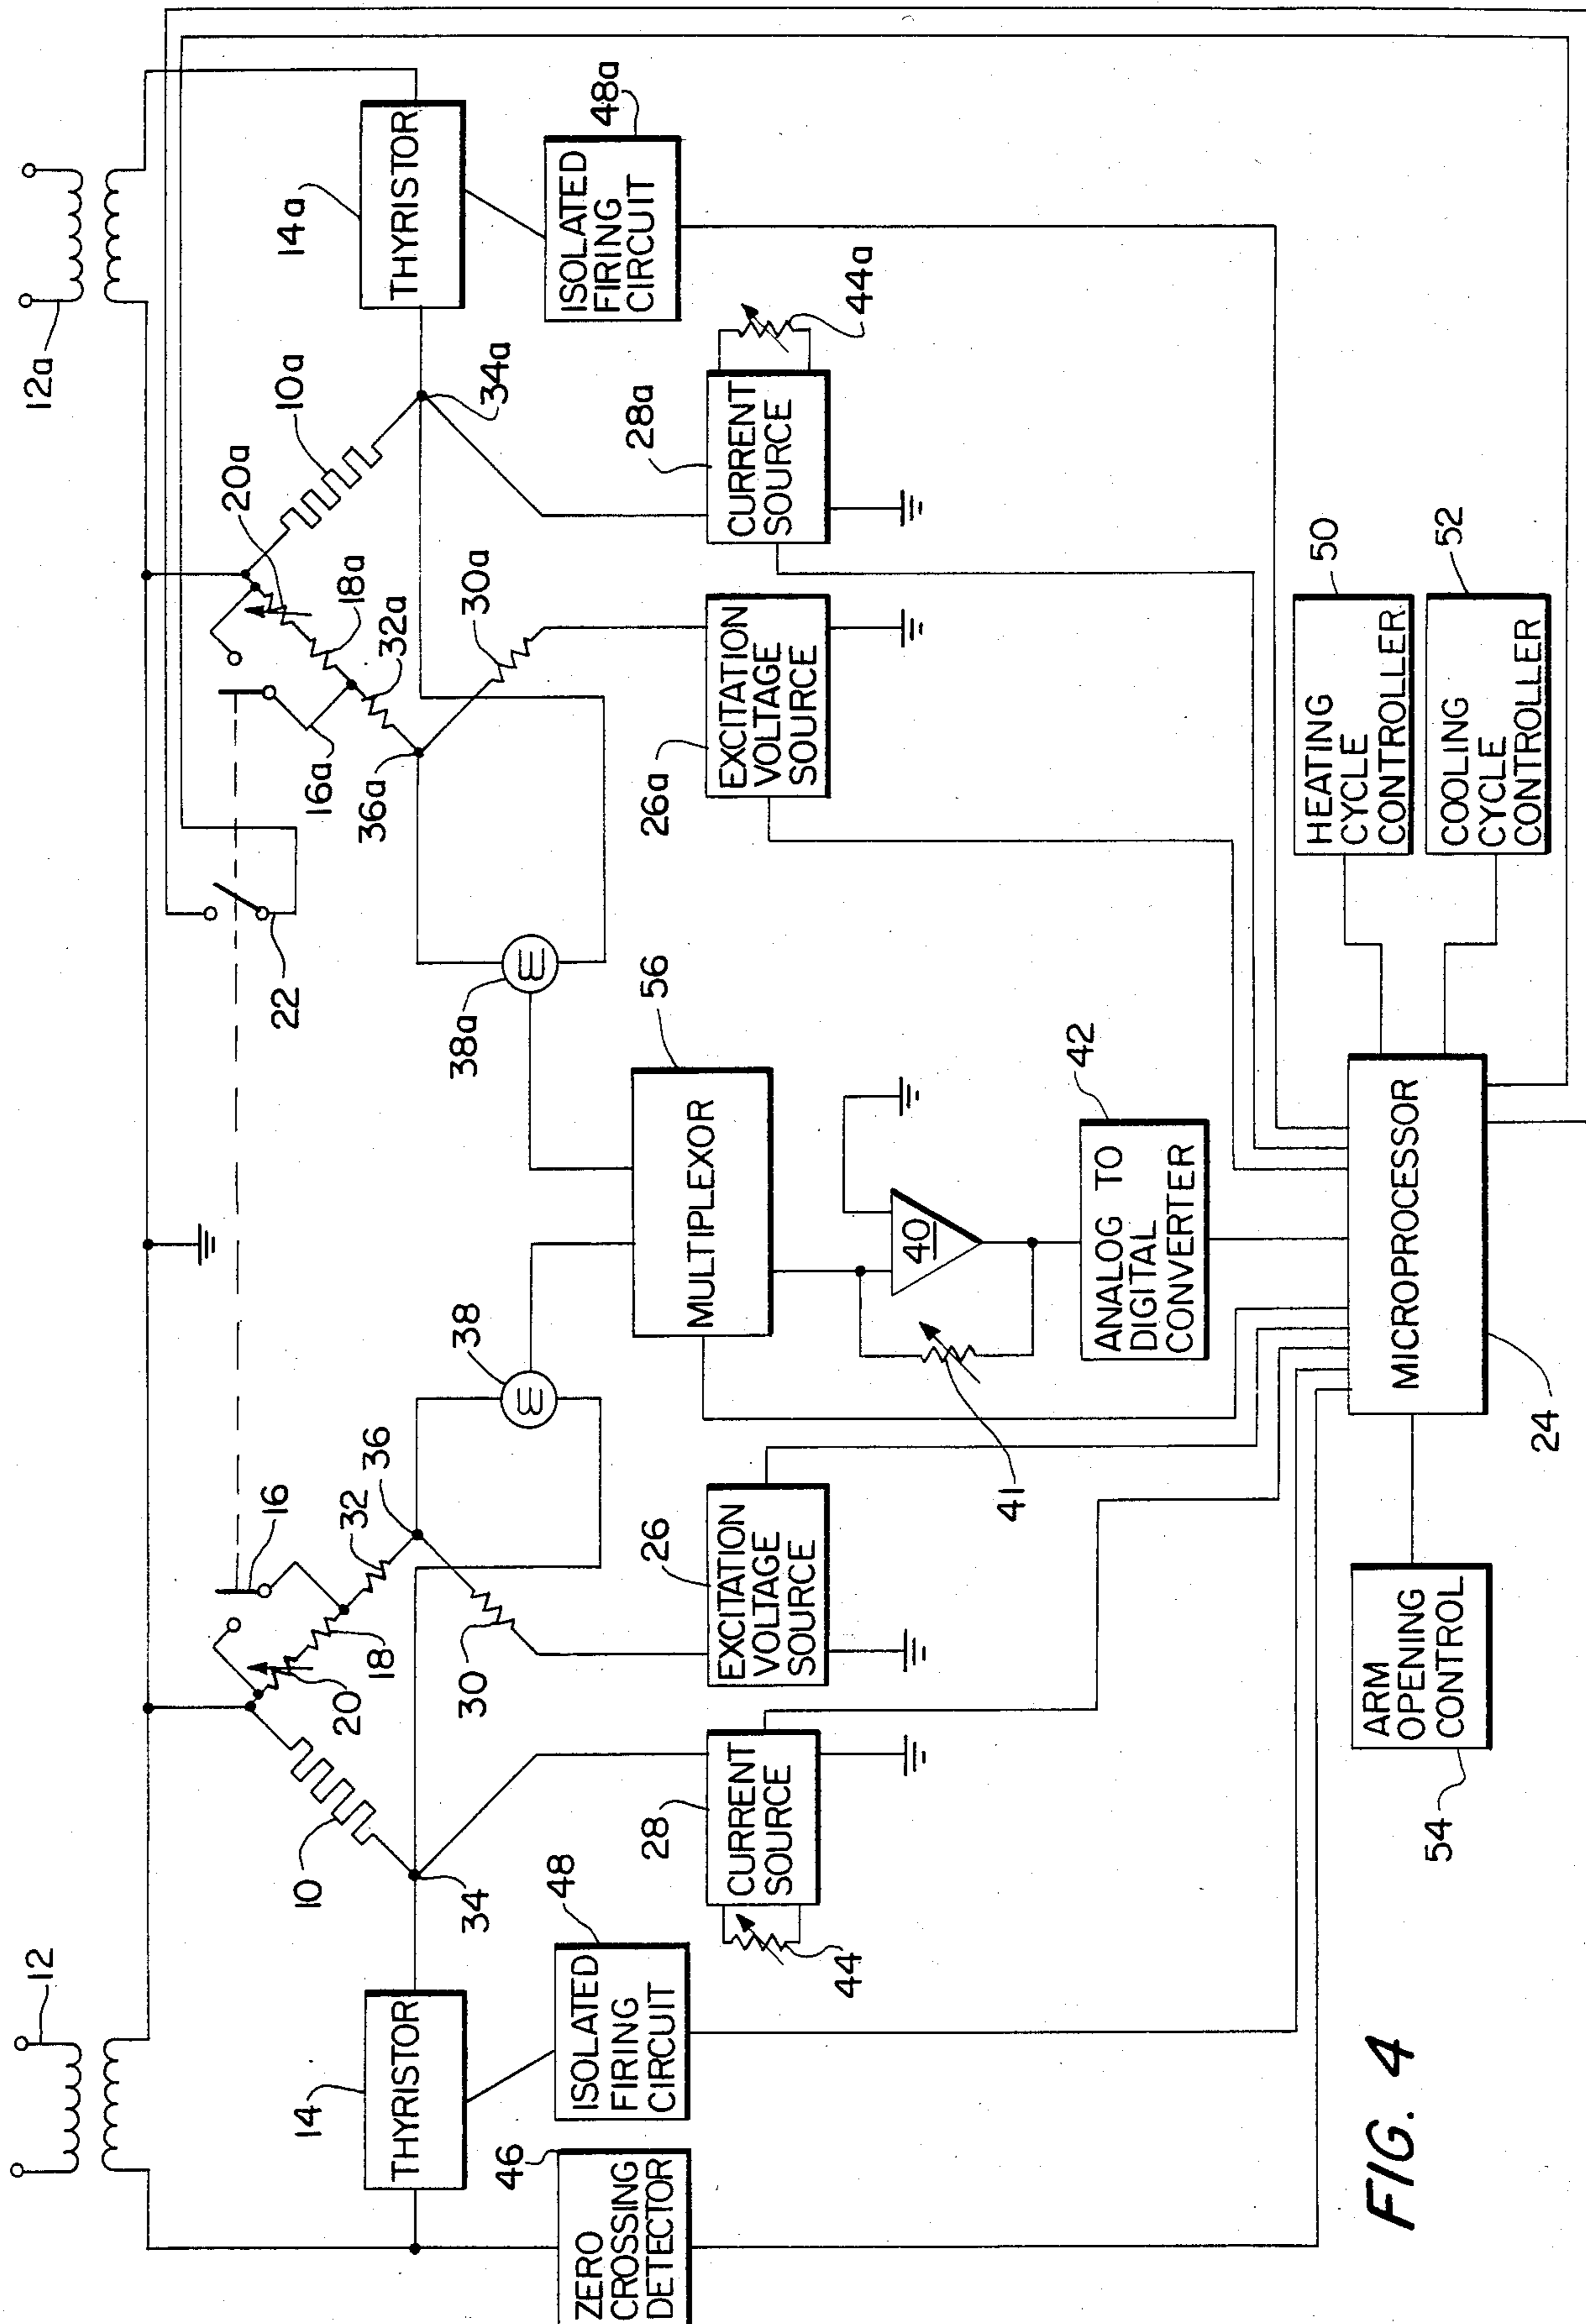 12
14
THYRISTOR
46
ZERO
CROSSING
DETECTOR
48
ISOLATED
FIRING
CIRCUIT
10
34
20
18
16
32
36
30
38
28
CURRENT
SOURCE
44
26
EXCITATION
VOLTAGE
SOURCE
22
56
MULTIPLEXOR
40
41
42
ANALOG TO
DIGITAL
CONVERTER
38a
36a
16a
32a
18a
20a
30a
10a
34a
12a
14a
THYRISTOR
48a
ISOLATED
FIRING
CIRCUIT
26a
EXCITATION
VOLTAGE
SOURCE
28a
CURRENT
SOURCE
44a
54
ARM
OPENING
CONTROL
MICROPROCESSOR
24
50
HEATING
CYCLE
CONTROLLER
52
COOLING
CYCLE
CONTROLLER
FIG. 4